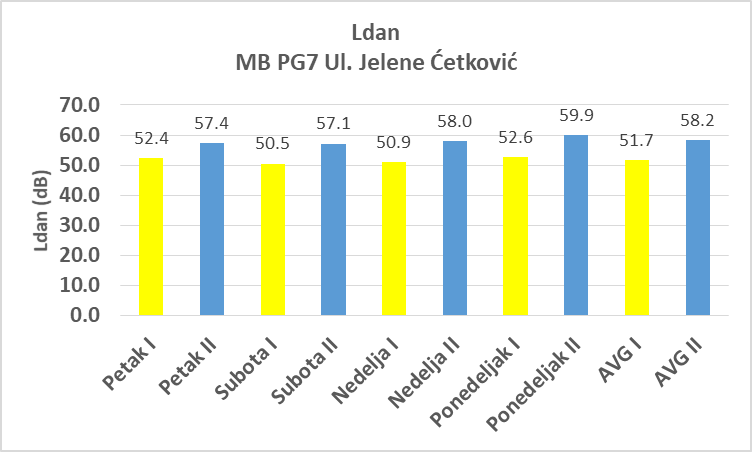 Ldan
MB PG7 Ul. Jelene Ćetković
Ldan (dB)
70.0
60.0
50.0
40.0
30.0
20.0
10.0
0.0
52.4
57.4
50.5
57.1
50.9
58.0
52.6
59.9
51.7
58.2
Petak I
Petak II
Subota I
Subota II
Nedelja I
Nedelja II
Ponedeljak I
Ponedeljak II
AVG I
AVG II